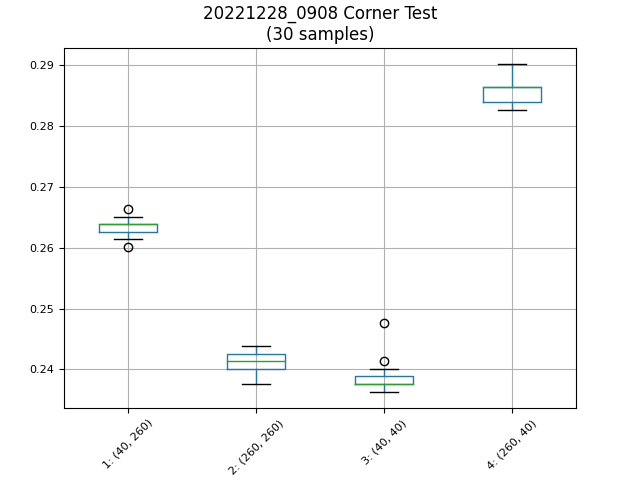 20221228_0908 Corner Test
(30 samples)
0.29
0.28
0.27
0.26
0.25
0.24
1: (40, 260)
2: (260, 260)
3: (40, 40)
4: (260, 40)